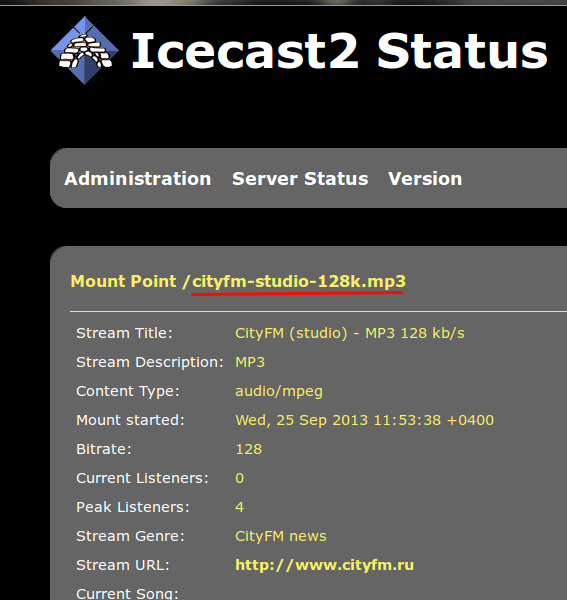 Icecast2 Status
Administration Server Status Version
Mount Point /cityfm-studio-128k.mp3
Stream Title: CityFM (studio) - MP3 128 kb/s
Stream Description: MP3
Content Type: audio/mpeg
Mount started: Wed, 25 Sep 2013 11:53:38 +0400
Bitrate: 128
Current Listeners: 0
Peak Listeners: 4
Stream Genre: CityFM news
Stream URL: http://www.cityfm.ru
Current Song: